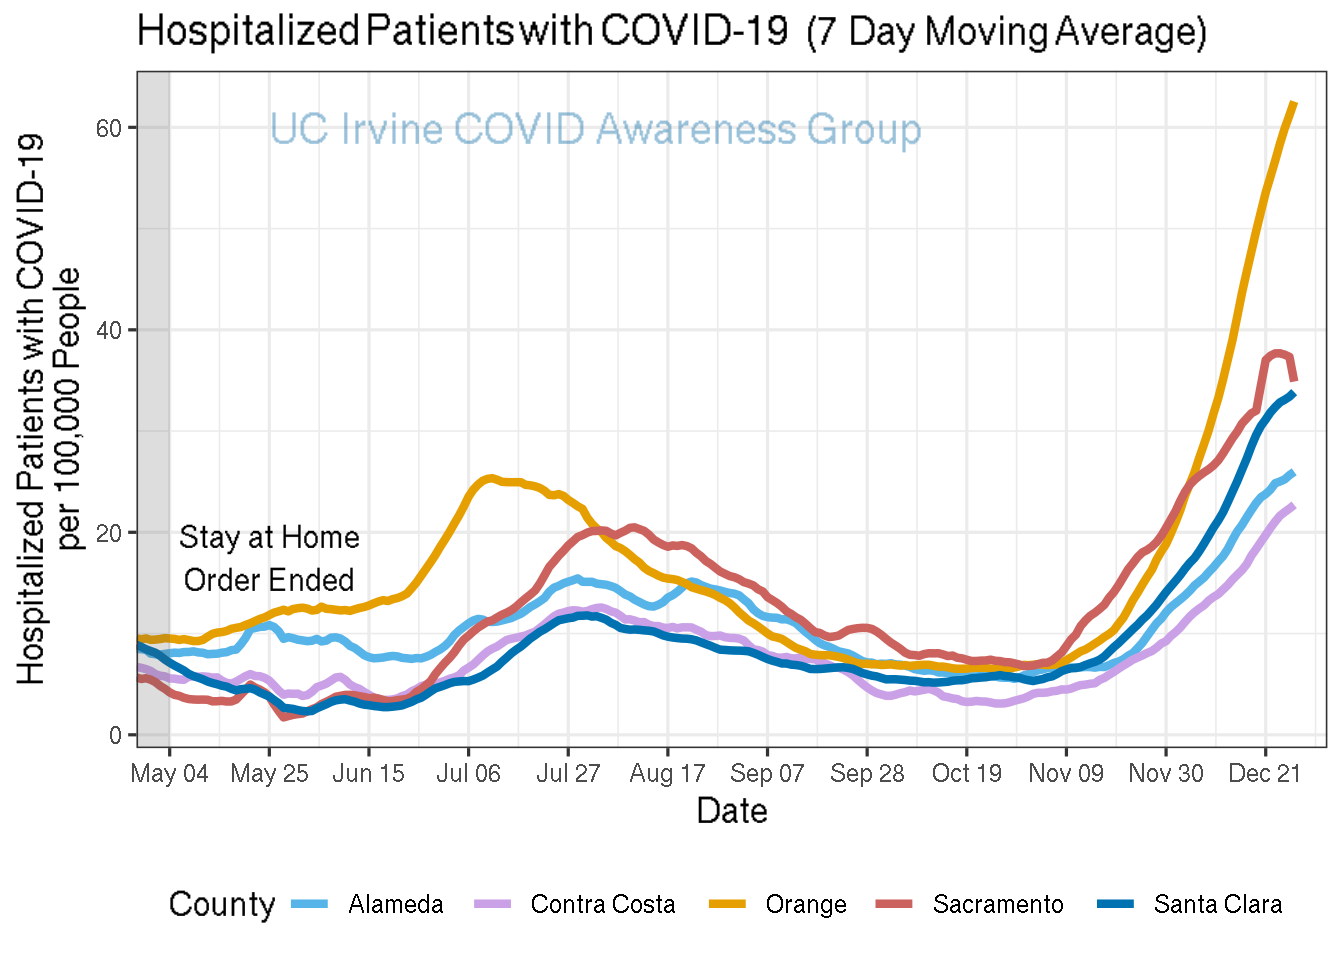 Hospitalized Patients with COVID-19 (7 Day Moving Average)
UC Irvine COVID Awareness Group
Hospitalized Patients with COVID-19
per 100,000 People
60
40
20
0
Stay at Home
Order Ended
May 04 May 25 Jun 15 Jul 06 Jul 27 Aug 17 Sep 07 Sep 28 Oct 19 Nov 09 Nov 30 Dec 21
Date
County Alameda Contra Costa Orange Sacramento Santa Clara